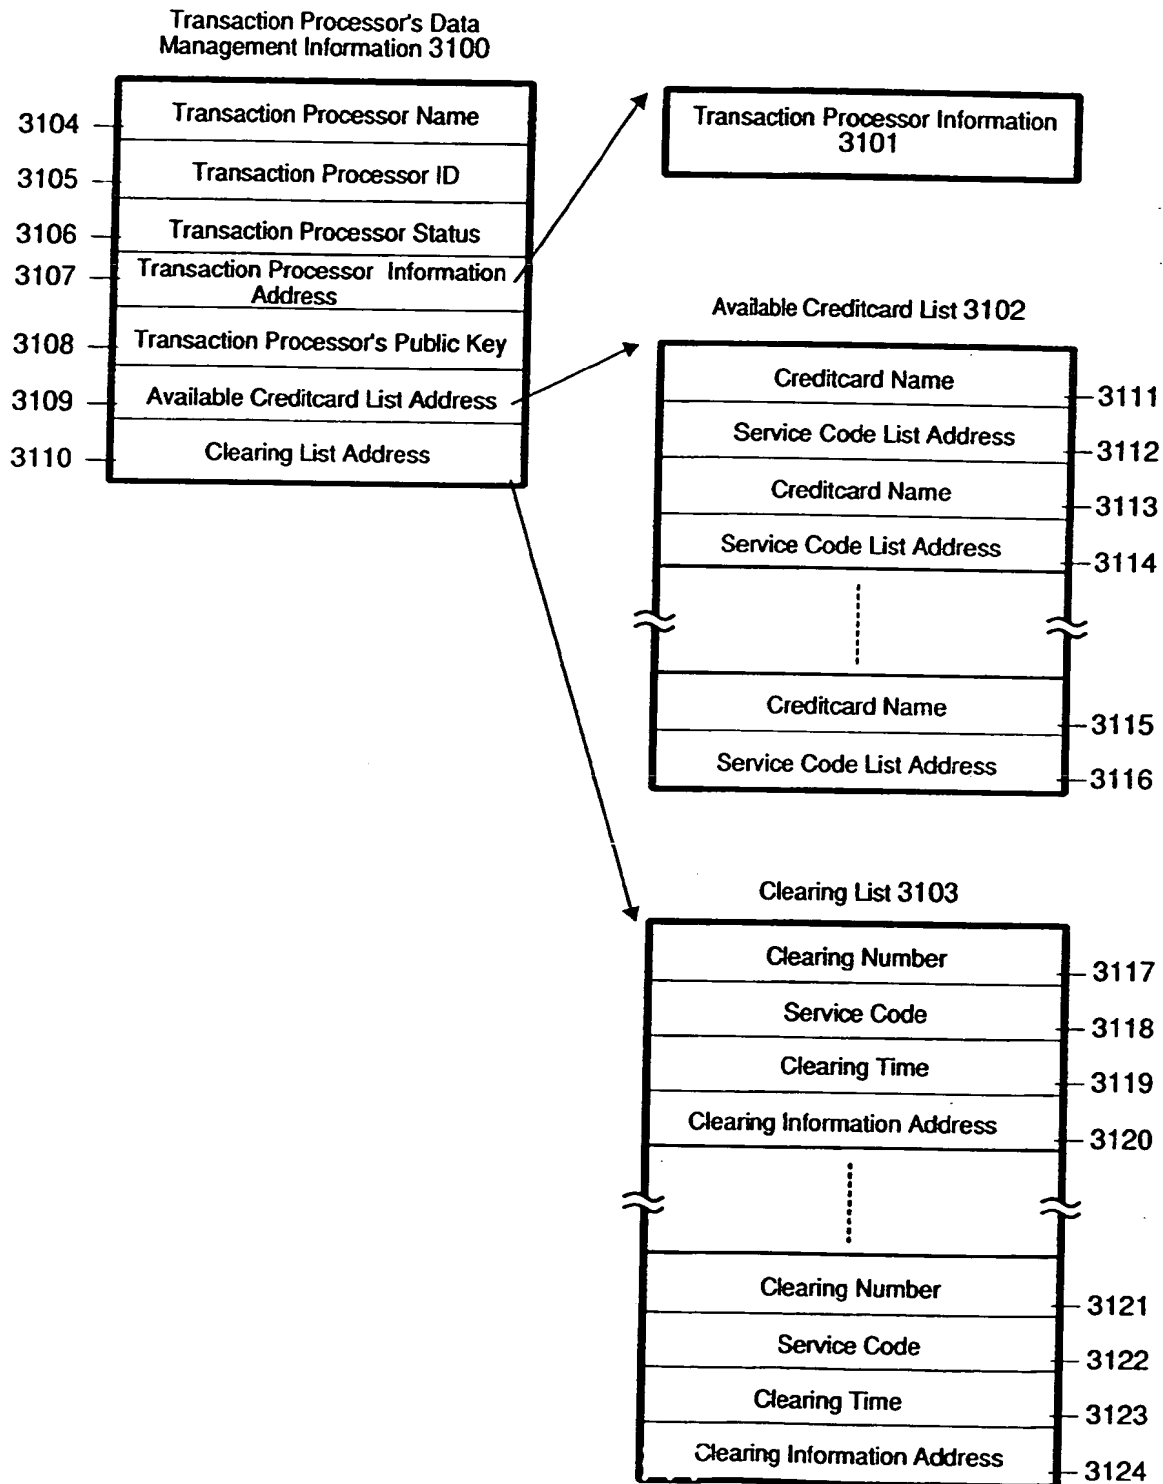 Transaction Processor's Data
Management Information 3100
3104
Transaction Processor Name
3105
Transaction Processor ID
3106
Transaction Processor Status
3107
Transaction Processor Information
Address
3108
Transaction Processor's Public Key
3109
Available Creditcard List Address
3110
Clearing List Address
Transaction Processor Information
3101
Available Creditcard List 3102
Creditcard Name
3111
Service Code List Address
3112
Creditcard Name
3113
Service Code List Address
3114
Creditcard Name
3115
Service Code List Address
3116
Clearing List 3103
Clearing Number
3117
Service Code
3118
Clearing Time
3119
Clearing Information Address
3120
Clearing Number
3121
Service Code
3122
Clearing Time
3123
Clearing Information Address
3124